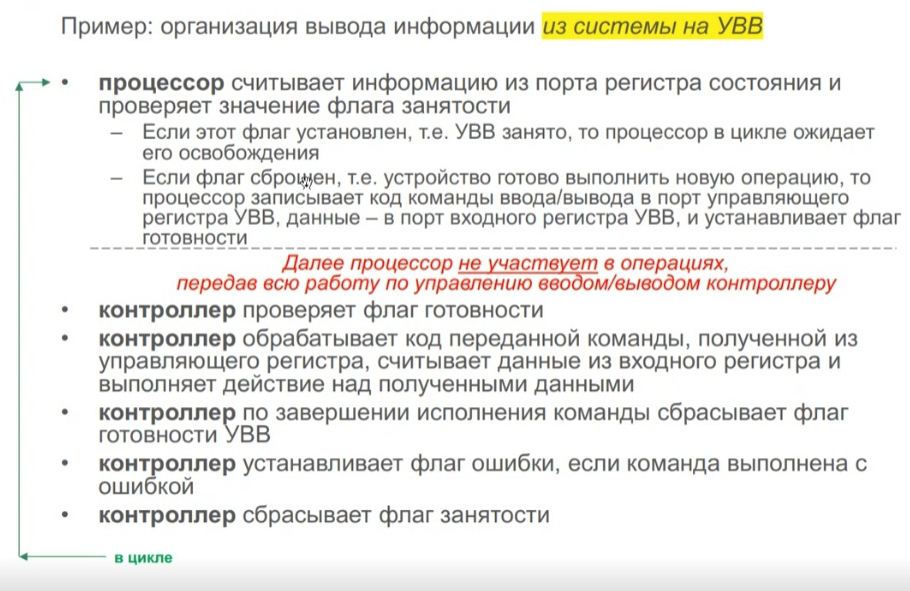 Пример: организация вывода информации из системы на УВВ
• процессор считывает информацию из порта регистра состояния и
проверяет значение флага занятости
– Если этот флаг установлен, т.е. УВВ занято, то процессор в цикле ожидает
его освобождения
– Если флаг сброшен, т.е. устройство готово выполнить новую операцию, то
процессор записывает код команды ввода/вывода в порт управляющего
регистра УВВ, данные – в порт входного регистра УВВ, и устанавливает флаг
готовности
Далее процессор не участвует в операциях,
передав всю работу по управлению вводом/выводом контроллеру
• контроллер проверяет флаг готовности
• контроллер обрабатывает код переданной команды, полученной из
управляющего регистра, считывает данные из входного регистра и
выполняет действие над полученными данными
• контроллер по завершении исполнения команды сбрасывает флаг
готовности УВВ
• контроллер устанавливает флаг ошибки, если команда выполнена с
ошибкой
• контроллер сбрасывает флаг занятости
в цикле